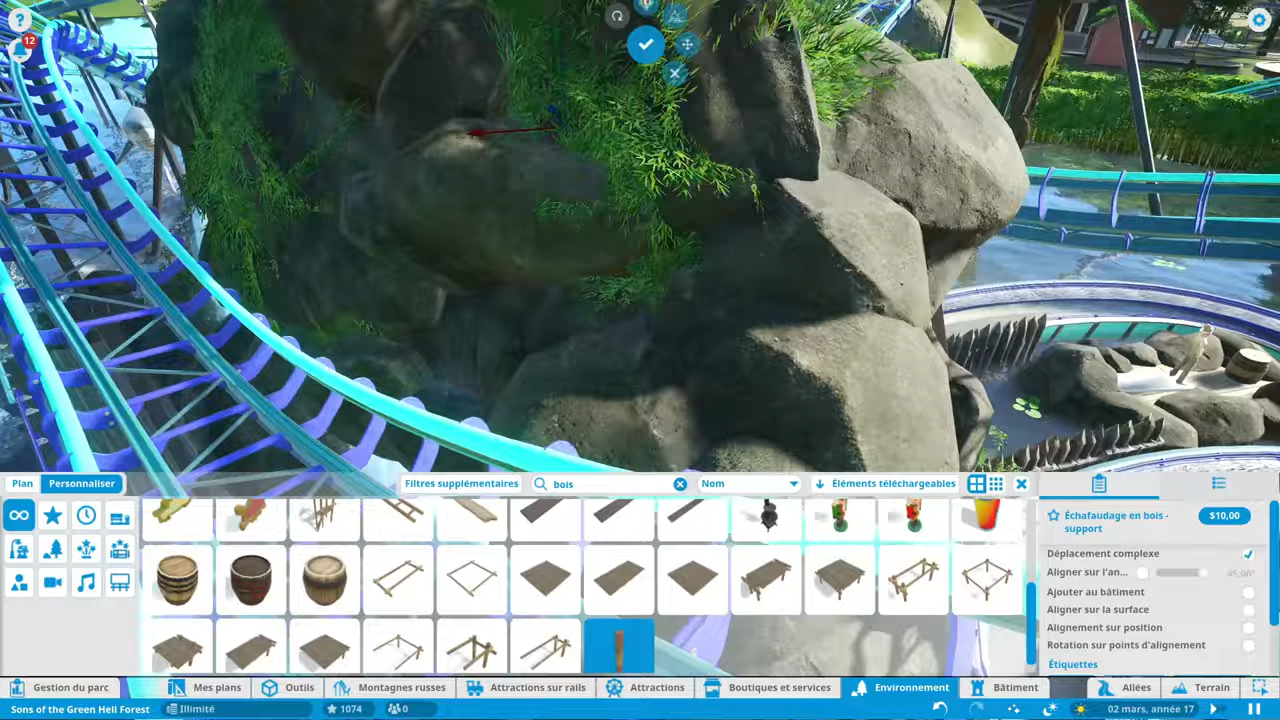 ?
12
Plan
Personnaliser
Filtres supplémentaires
bois
Nom
Éléments téléchargeables
Échafaudage en bois - support
$10,00
Déplacement complexe
Aligner sur l'an...
45,00°
Ajouter au bâtiment
Aligner sur la surface
Alignement sur position
Rotation sur points d'alignement
Étiquettes
Gestion du parc
Mes plans
Outils
Montagnes russes
Attractions sur rails
Attractions
Boutiques et services
Environnement
Bâtiment
Allées
Terrain
Sons of the Green Hell Forest
Illimité
1074
0
02 mars, année 17